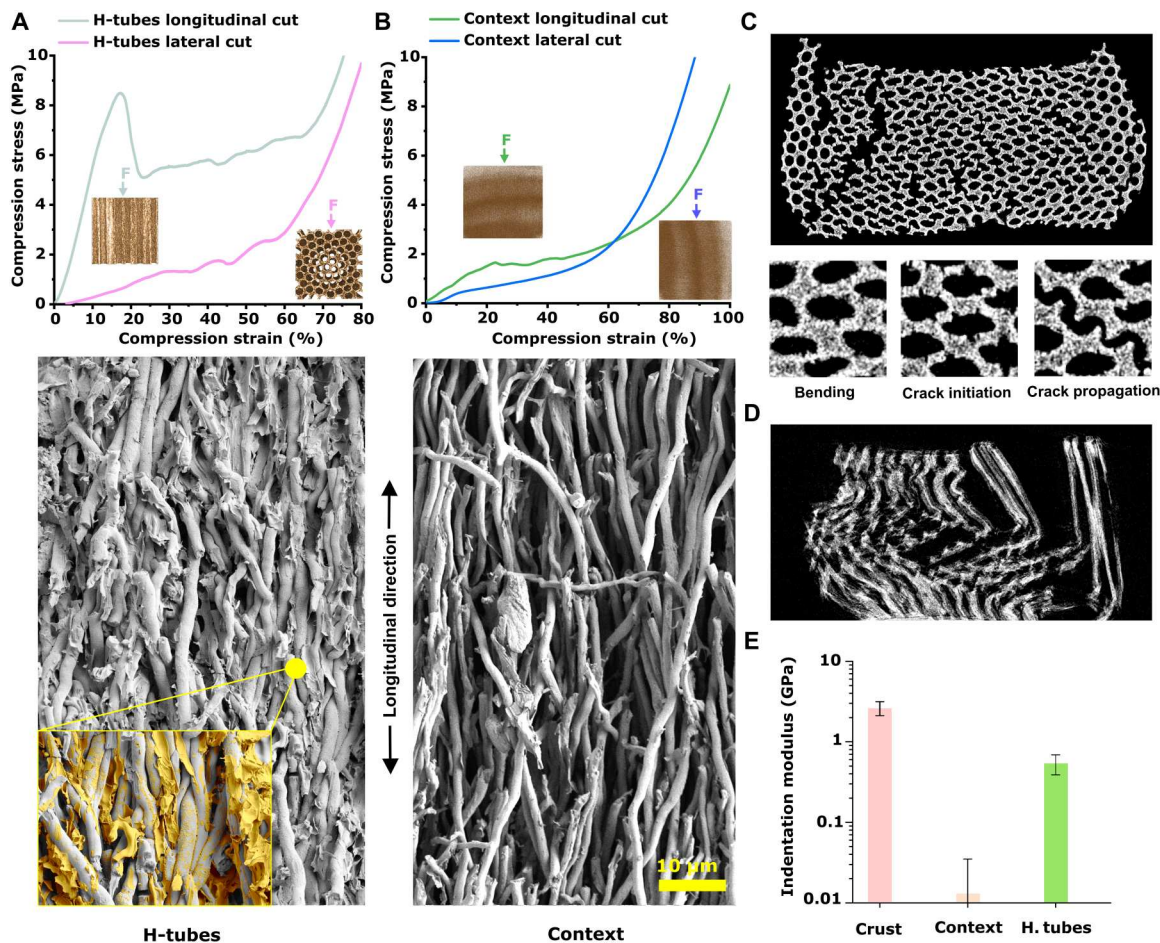 A
H-tubes longitudinal cut
H-tubes lateral cut
B
Context longitudinal cut
Context lateral cut
C
Compression stress (MPa)
10
8
6
4
2
0
F
F
0
10
20
30
40
50
60
70
80
Compression strain (%)
Compression stress (MPa)
10
8
6
4
2
0
F
F
0
20
40
60
80
100
Compression strain (%)
Bending
Crack initiation
Crack propagation
D
Longitudinal direction
10 µm
H-tubes
Context
E
Indentation modulus (GPa)
10
1
0.1
0.01
Crust
Context
H. tubes